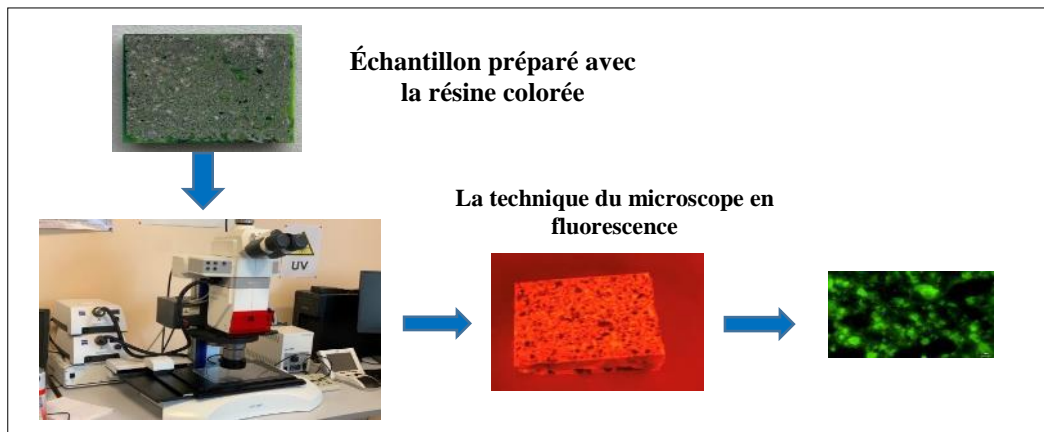 Échantillon préparé avec
la résine colorée
La technique du microscope en
fluorescence
UV